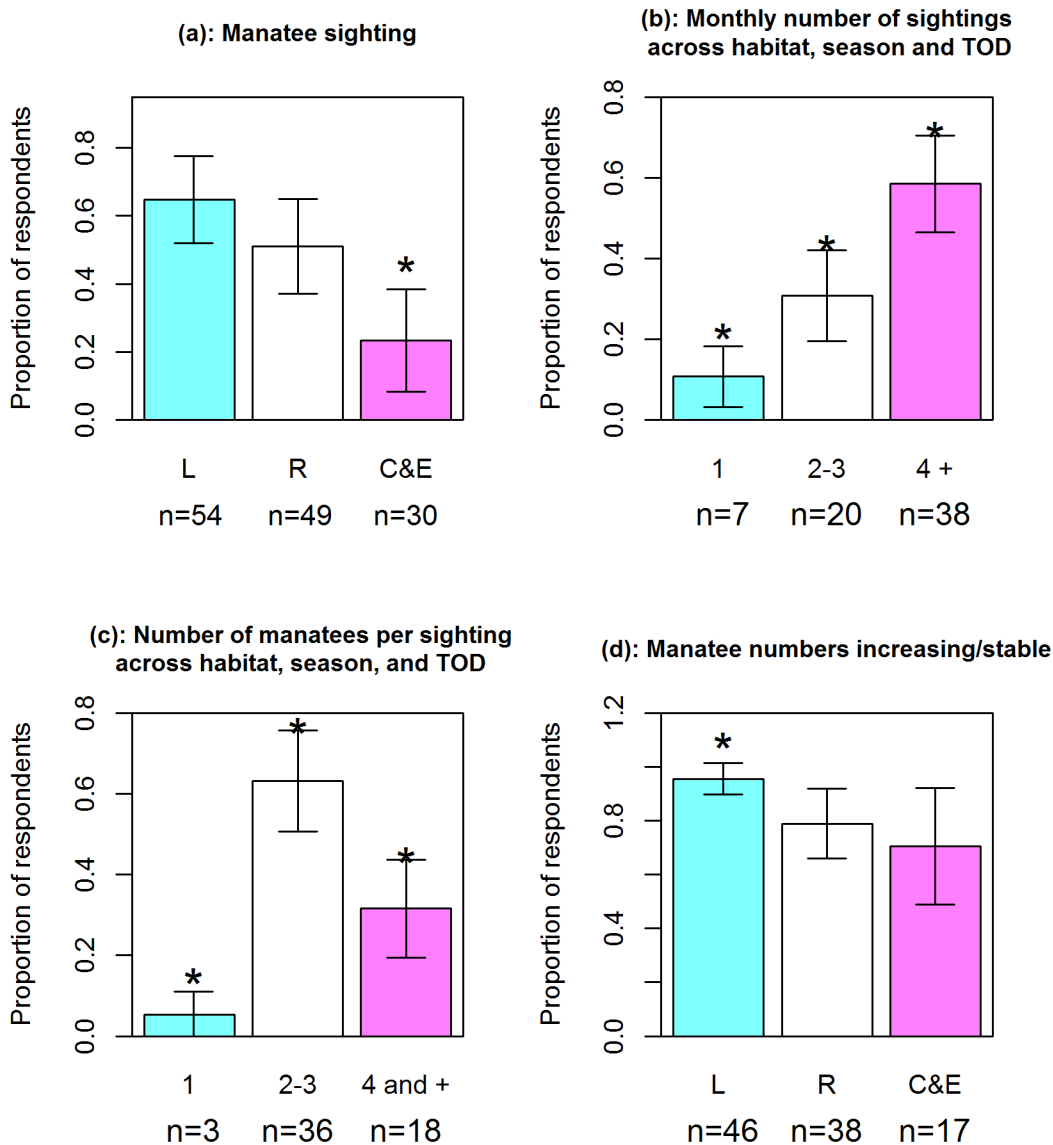 (a): Manatee sighting
Proportion of respondents
0.0 0.2 0.4 0.6 0.8
*
L R C&E
n=54 n=49 n=30
(b): Monthly number of sightings
across habitat, season and TOD
Proportion of respondents
0.0 0.2 0.4 0.6 0.8
* * *
1 2-3 4 +
n=7 n=20 n=38
(c): Number of manatees per sighting
across habitat, season, and TOD
Proportion of respondents
0.0 0.2 0.4 0.6 0.8
* * *
1 2-3 4 and +
n=3 n=36 n=18
(d): Manatee numbers increasing/stable
Proportion of respondents
0.0 0.4 0.8 1.2
*
L R C&E
n=46 n=38 n=17